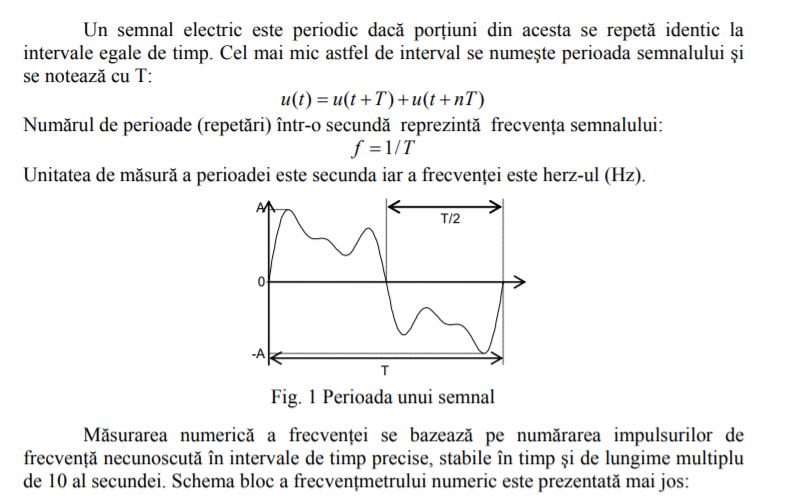 Un semnal electric este periodic dacă porțiuni din acesta se repetă identic la
intervale egale de timp. Cel mai mic astfel de interval se numește perioada semnalului și
se notează cu T:
u(t) = u(t+T)+u(t+nT)
Numărul de perioade (repetări) într-o secundă reprezintă frecvența semnalului:
f =1/T
Unitatea de măsură a perioadei este secunda iar a frecvenței este herz-ul (Hz).
A
T/2
0
-A
T
Fig. 1 Perioada unui semnal
Măsurarea numerică a frecvenței se bazează pe numărarea impulsurilor de
frecvență necunoscută în intervale de timp precise, stabile în timp și de lungime multiplu
de 10 al secundei. Schema bloc a frecvențmetrului numeric este prezentată mai jos: